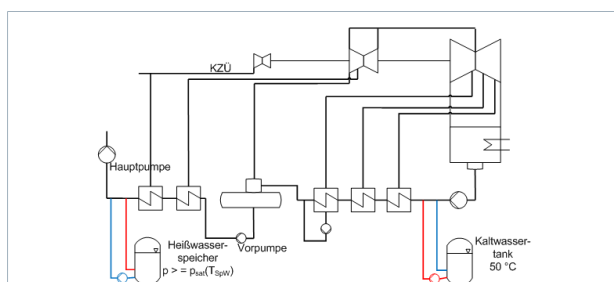 KZÜ
Hauptpumpe
Heißwasser-
speicher
p > = psat(TSpW)
Vorpumpe
Kaltwasser-
tank
50 °C